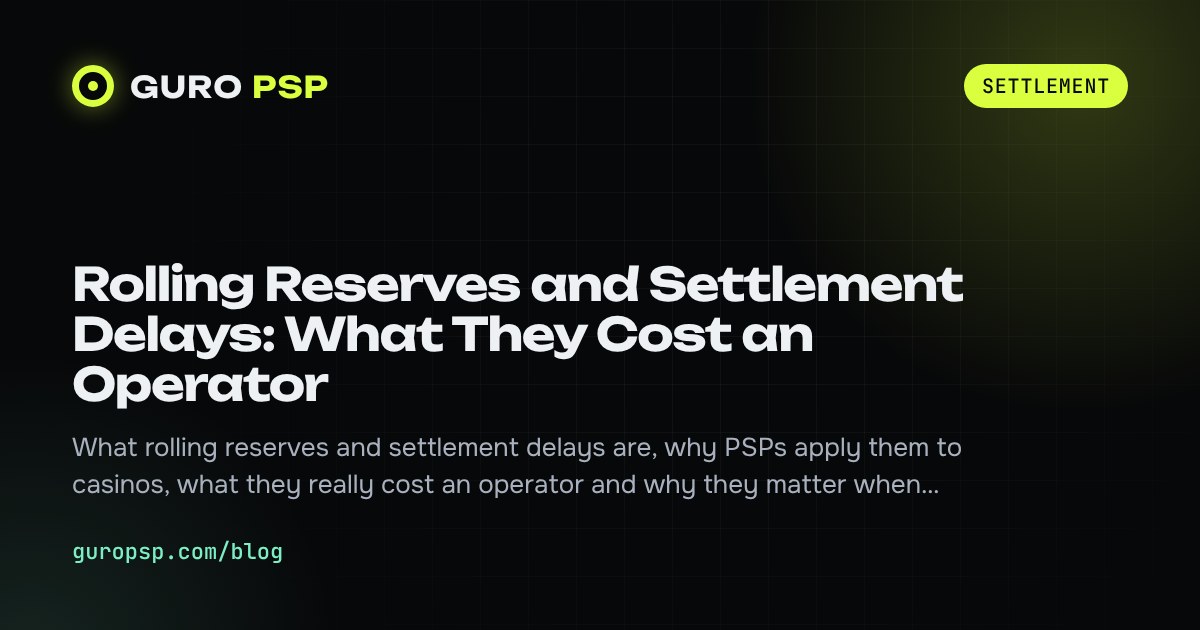 GURO PSP
SETTLEMENT
Rolling Reserves and Settlement
Delays: What They Cost an
Operator
What rolling reserves and settlement delays are, why PSPs apply them to
casinos, what they really cost an operator and why they matter when...
guropsp.com/blog